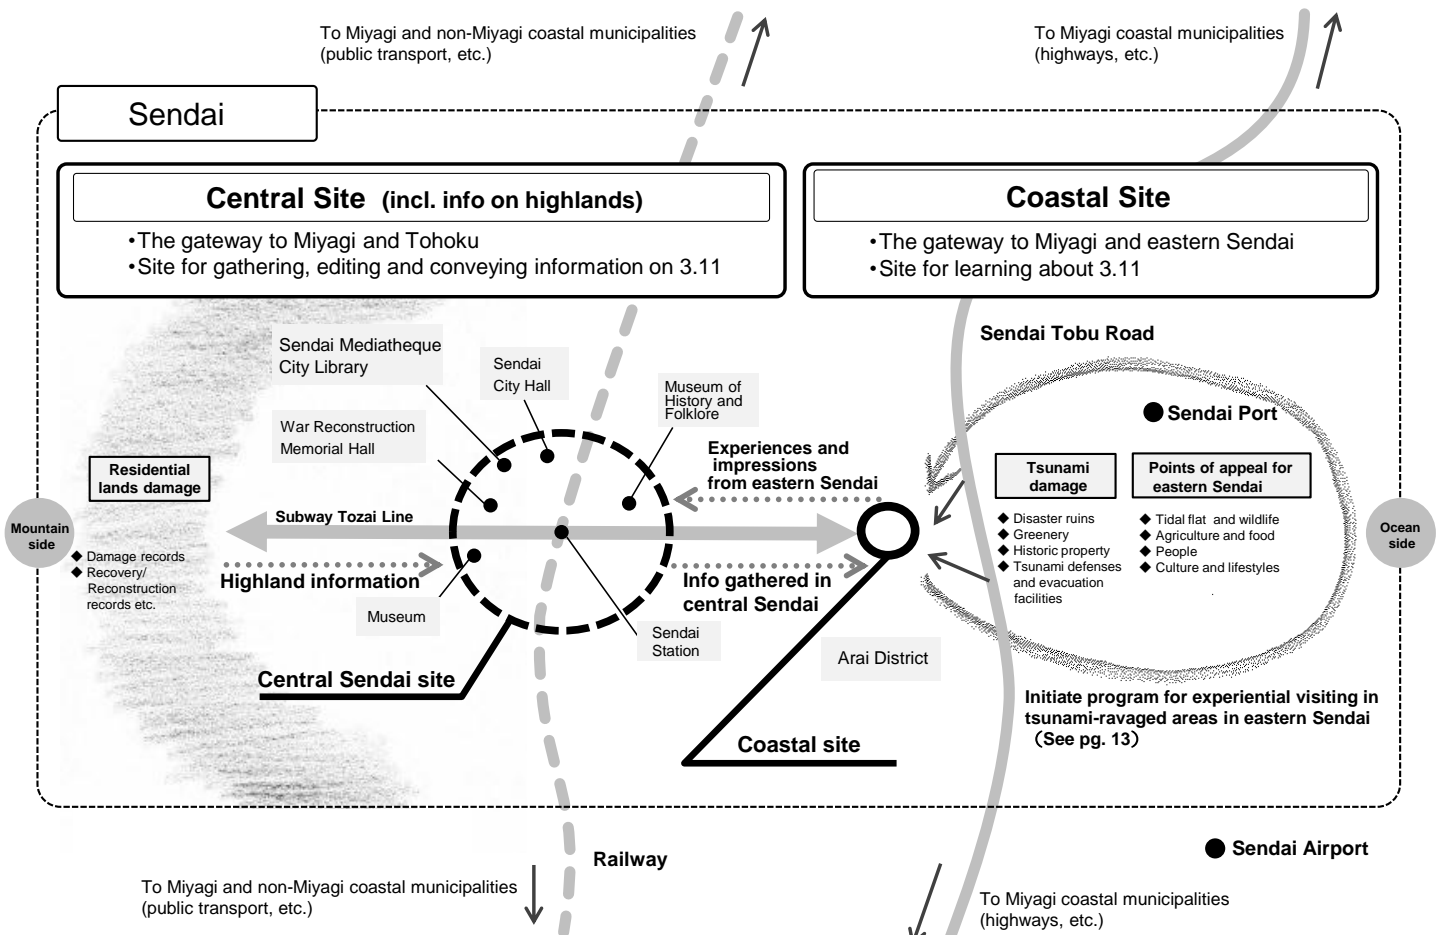 To Miyagi and non-Miyagi coastal municipalities
(public transport, etc.)
To Miyagi coastal municipalities
(highways, etc.)
Sendai
Central Site (incl. info on highlands)
•The gateway to Miyagi and Tohoku
•Site for gathering, editing and conveying information on 3.11
Coastal Site
•The gateway to Miyagi and eastern Sendai
•Site for learning about 3.11
Sendai Tobu Road
Sendai Mediatheque
City Library
Sendai
City Hall
Museum of
History and
Folklore
War Reconstruction
Memorial Hall
Sendai Port
Experiences and
impressions
from eastern Sendai
Residential
lands damage
Tsunami
damage
Points of appeal for
eastern Sendai
Mountain
side
Subway Tozai Line
Ocean
side
◆ Disaster ruins
◆ Greenery
◆ Historic property
◆ Tsunami defenses
and evacuation
facilities
◆ Tidal flat and wildlife
◆ Agriculture and food
◆ People
◆ Culture and lifestyles
◆ Damage records
◆ Recovery/
Reconstruction
records etc.
Highland information
Info gathered in
central Sendai
Museum
Sendai
Station
Arai District
Central Sendai site
Initiate program for experiential visiting in
tsunami-ravaged areas in eastern Sendai
(See pg. 13)
Coastal site
Railway
Sendai Airport
To Miyagi and non-Miyagi coastal municipalities
(public transport, etc.)
To Miyagi coastal municipalities
(highways, etc.)